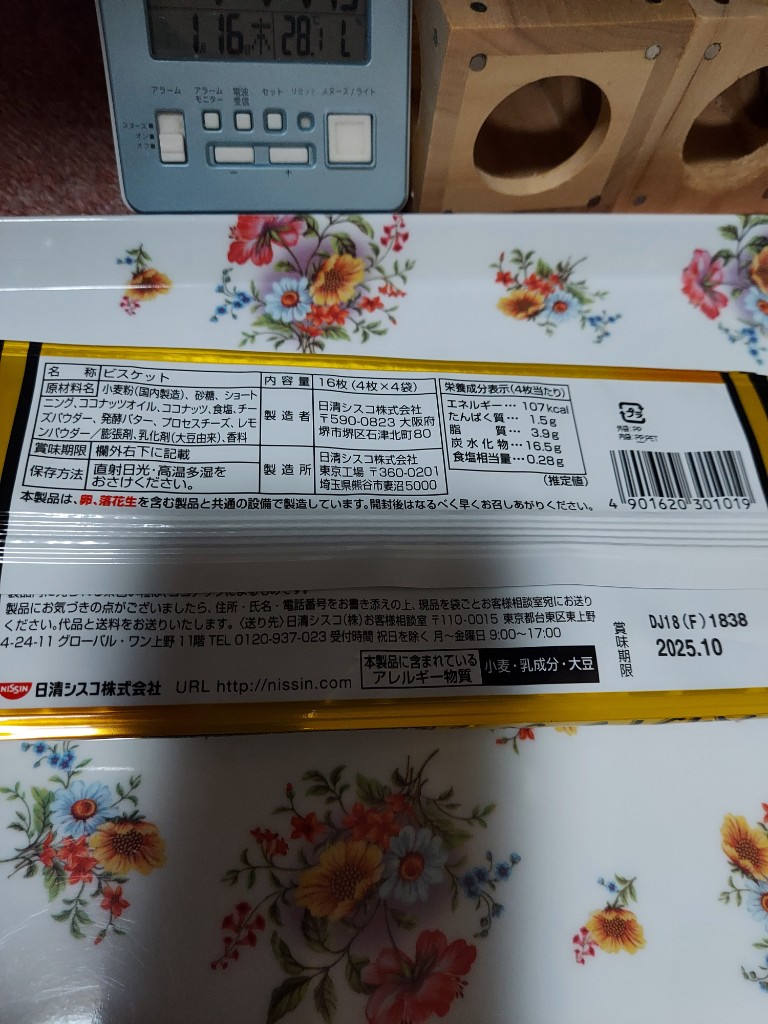 1.16 木 28.1
アラーム
アラーム
モニター
電波
受信
セット
リセット
スヌーズ/ライト
スヌーズ
オン
オフ
− +
名 称 ビスケット
原材料名 小麦粉(国内製造)、砂糖、ショート
ニング、ココナッツオイル、ココナッツ、食塩、チー
ズパウダー、発酵バター、プロセスチーズ、レモ
ンパウダー/膨張剤、乳化剤(大豆由来)、香料
賞味期限 欄外右下に記載
保存方法 直射日光・高温多湿を
おさけください。
内容量 16枚(4枚×4袋)
製造者 日清シスコ株式会社
〒590-0823 大阪府
堺市堺区石津北町80
製造所 日清シスコ株式会社
東京工場 〒360-0201
埼玉県熊谷市妻沼5000
栄養成分表示(4枚当たり)
エネルギー… 107kcal
たんぱく質… 1.5g
脂 質… 3.9g
炭水化物…16.5g
食塩相当量…0.28g
(推定値)
プラ
4 901620 301019
本製品は、卵、落花生を含む製品と共通の設備で製造しています。開封後はなるべく早くお召しあがりください。
製品にお気づきの点がございましたら、住所・氏名・電話番号をお書き添えの上、現品を袋ごとお客様相談室宛にお送り
ください。代品と送料をお送りいたします。〈送り先〉日清シスコ(株)お客様相談室 〒110-0015 東京都台東区東上野
4-24-11 グローバル・ワン上野 11階 TEL 0120-937-023 受付時間 祝日を除く 月〜金曜日 9:00〜17:00
NISSIN 日清シスコ株式会社 URL http://nissin.com
本製品に含まれている
アレルギー物質
小麦・乳成分・大豆
賞味期限
DJ18(F)1838
2025.10